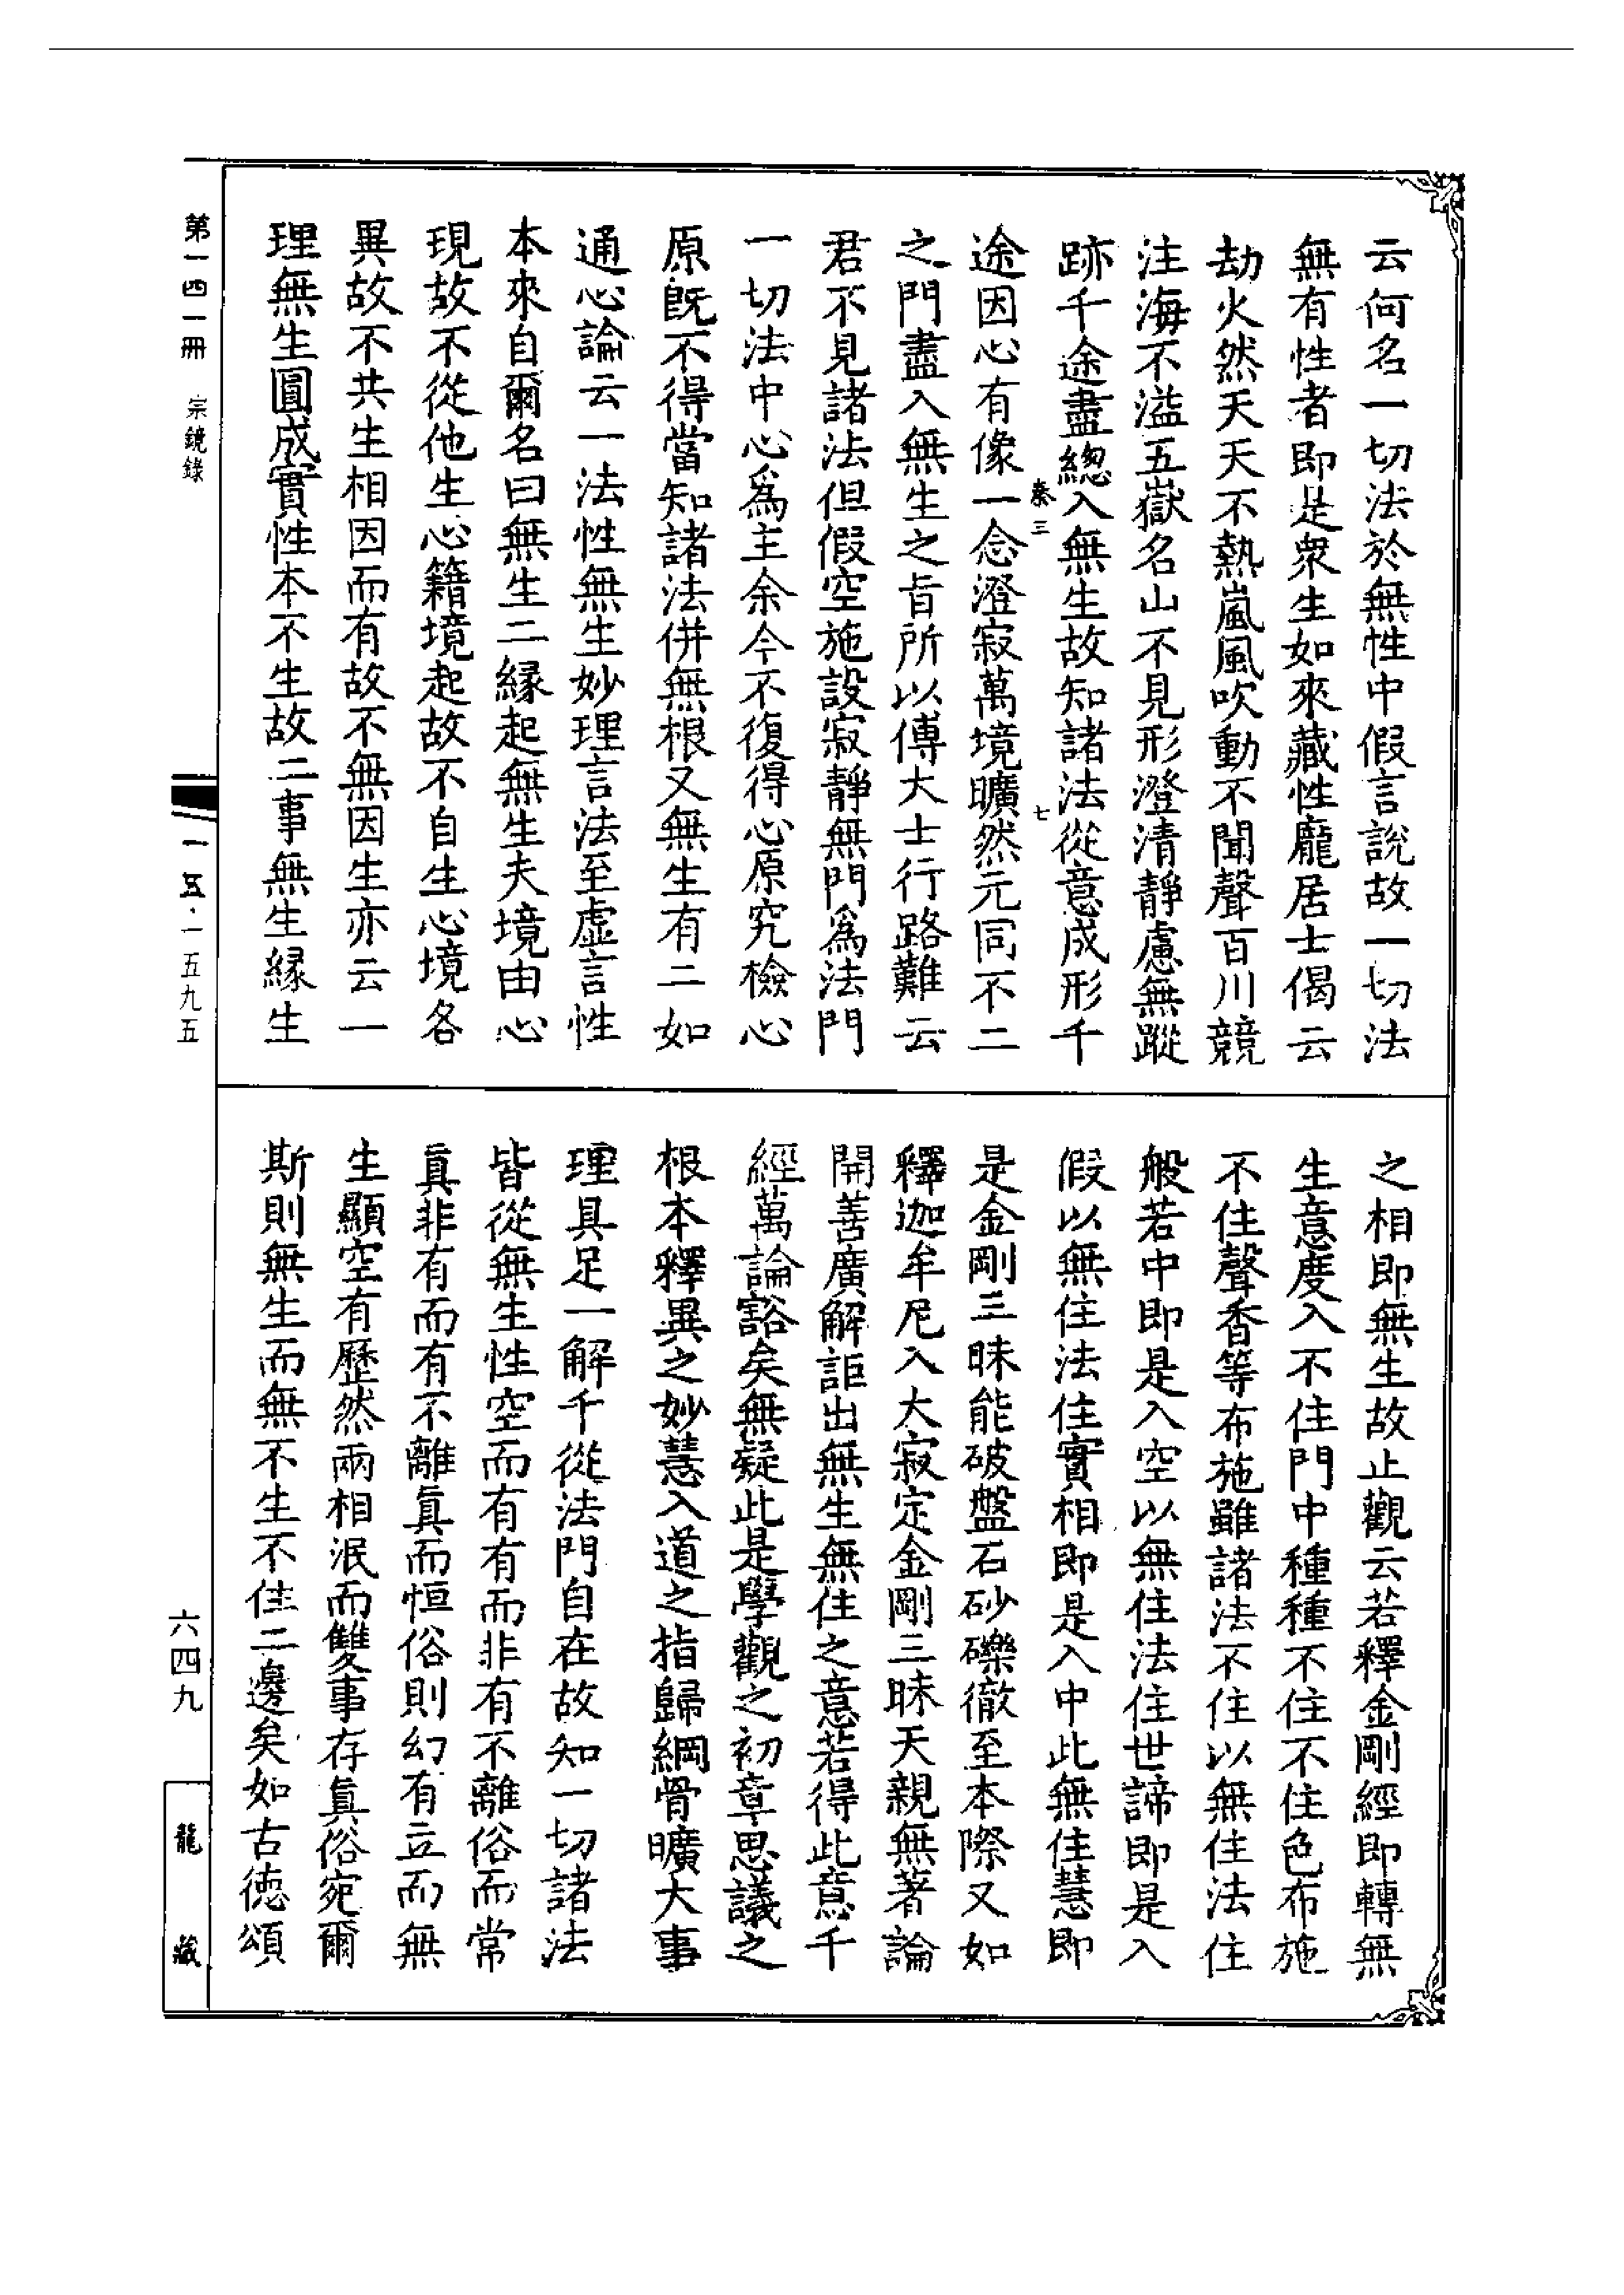 云何名一切法於無性中假言說故一切法
無有性者即是衆生如來藏性龐居士偈云
劫火然天天不熱嵐風吹動不聞聲百川競
注海不溢五嶽名山不見形澄清靜慮無蹤
跡千途盡總入無生故知諸法從意成形千
秦三
七
途因心有像一念澄寂萬境曠然元同不二
之門盡入無生之旨所以傅大士行路難云
君不見諸法但假空施設寂靜無門為法門
一切法中心為主余今不復得心原究檢心
原既不得當知諸法併無根又無生有二如
通心論云一法性無生妙理言法至虛言性
本來自爾名曰無生二緣起無生夫境由心
現故不從他生心籍境起故不自生心境各
異故不共生相因而有故不無因生亦云一
理無生圓成實性本不生故二事無生緣生
之相即無生故止觀云若釋金剛經即轉無
生意度入不住門中種種不住不住色布施
不住聲香等布施雖諸法不住以無住法住
般若中即是入空以無住法住世諦即是入
假以無住法住實相即是入中此無住慧即
是金剛三昧能破盤石砂礫徹至本際又如
釋迦牟尼入大寂定金剛三昧天親無著論
開善廣解詎出無生無住之意若得此意千
經萬論豁矣無疑此是學觀之初章思議之
根本釋異之妙慧入道之指歸綱骨曠大事
理具足一解千從法門自在故知一切諸法
皆從無生性空而有有而非有不離俗而常
真非有而有不離真而恒俗則幻有立而無
生顯空有歷然兩相泯而雙事存真俗宛爾
斯則無生而無不生不住二邊矣如古德頌
第一四一冊 宗鏡錄
一五·一五九五
六四九
龍藏